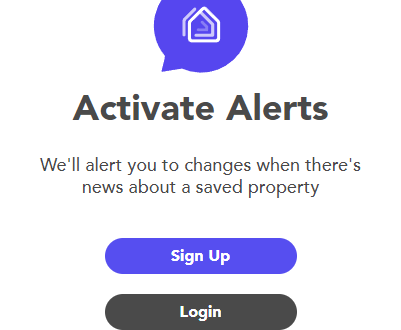 Activate Alerts
We'll alert you to changes when there's
news about a saved property
Sign Up
Login